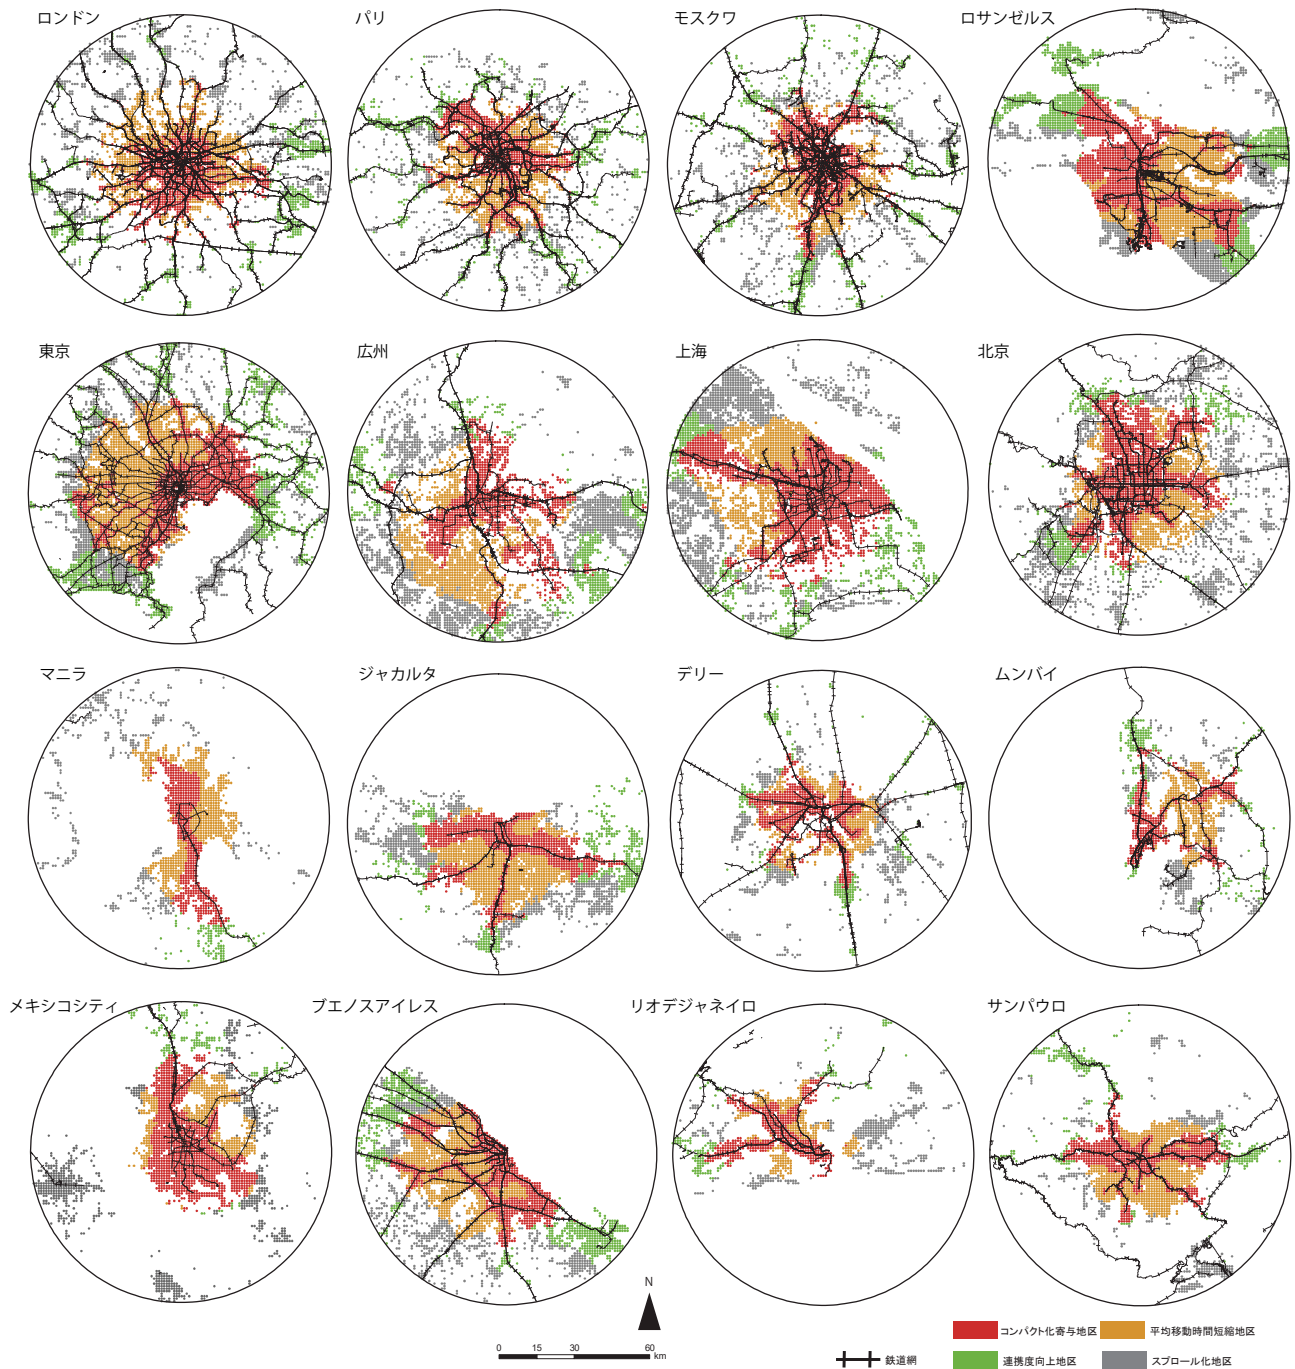 ロンドン
パリ
モスクワ
ロサンゼルス
東京
広州
上海
北京
マニラ
ジャカルタ
デリー
ムンバイ
メキシコシティ
ブエノスアイレス
リオデジャネイロ
サンパウロ
N
0 15 30 60
km
鉄道網
コンパクト化寄与地区
平均移動時間短縮地区
連携度向上地区
スプロール化地区